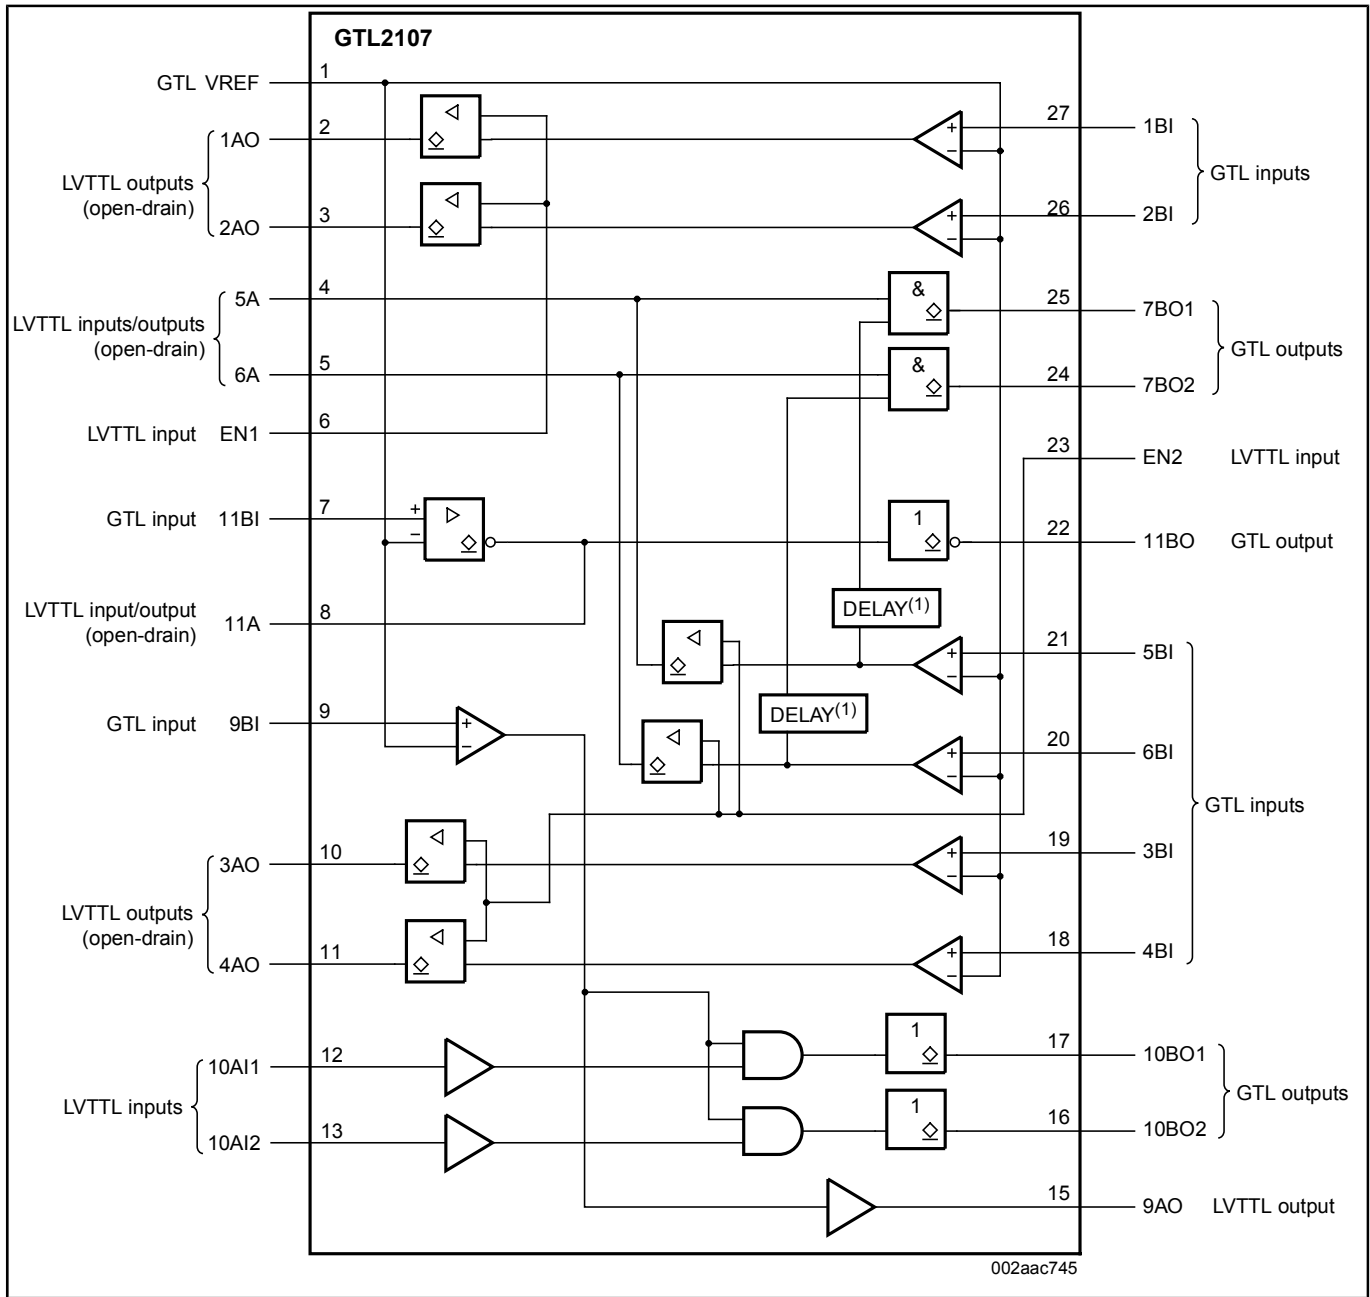 GTL2107
GTL VREF 1
1AO 2
LVTTL outputs
(open-drain)
2AO 3
27 1BI
GTL inputs
26 2BI
+
−
+
−
5A 4
LVTTL inputs/outputs
(open-drain)
6A 5
&
25 7BO1
GTL outputs
&
24 7BO2
LVTTL input EN1 6
23 EN2 LVTTL input
GTL input 11BI 7
+
−
1
22 11BO GTL output
LVTTL input/output
(open-drain)
11A 8
DELAY(1)
21 5BI
+
−
GTL input 9BI 9
+
−
DELAY(1)
20 6BI
+
−
GTL inputs
3AO 10
19 3BI
+
−
LVTTL outputs
(open-drain)
4AO 11
18 4BI
+
−
10AI1 12
LVTTL inputs
10AI2 13
1
17 10BO1
GTL outputs
1
16 10BO2
15 9AO LVTTL output
002aac745